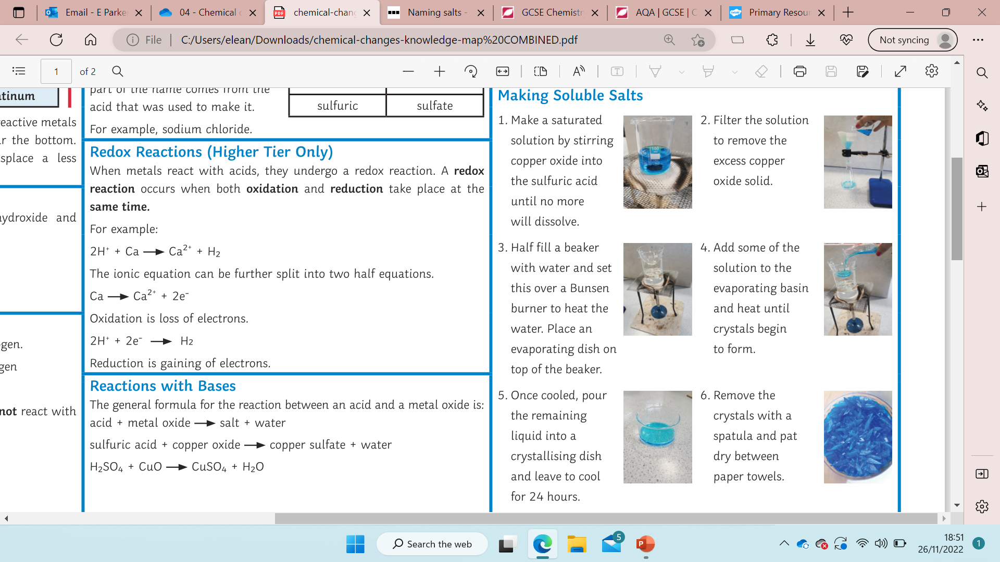 Email - E Parke
04 - Chemical c
chemical-chan
Naming salts -
GCSE Chemistr
AQA | GCSE | C
Primary Resour
File
C:/Users/elean/Downloads/chemical-changes-knowledge-map%20COMBINED.pdf
Not syncing
1 of 2
tinum
eactive metals
r the bottom.
splace a less
ydroxide and
gen.
gen
not react with
part of the name comes from the
acid that was used to make it.
For example, sodium chloride.
sulfuric sulfate
Redox Reactions (Higher Tier Only)
When metals react with acids, they undergo a redox reaction. A redox
reaction occurs when both oxidation and reduction take place at the
same time.
For example:
2H⁺ + Ca → Ca²⁺ + H₂
The ionic equation can be further split into two half equations.
Ca → Ca²⁺ + 2e⁻
Oxidation is loss of electrons.
2H⁺ + 2e⁻ → H₂
Reduction is gaining of electrons.
Reactions with Bases
The general formula for the reaction between an acid and a metal oxide is:
acid + metal oxide → salt + water
sulfuric acid + copper oxide → copper sulfate + water
H₂SO₄ + CuO → CuSO₄ + H₂O
Making Soluble Salts
1. Make a saturated
solution by stirring
copper oxide into
the sulfuric acid
until no more
will dissolve.
2. Filter the solution
to remove the
excess copper
oxide solid.
3. Half fill a beaker
with water and set
this over a Bunsen
burner to heat the
water. Place an
evaporating dish on
top of the beaker.
4. Add some of the
solution to the
evaporating basin
and heat until
crystals begin
to form.
5. Once cooled, pour
the remaining
liquid into a
crystallising dish
and leave to cool
for 24 hours.
6. Remove the
crystals with a
spatula and pat
dry between
paper towels.
Search the web
5
18:51
26/11/2022
1